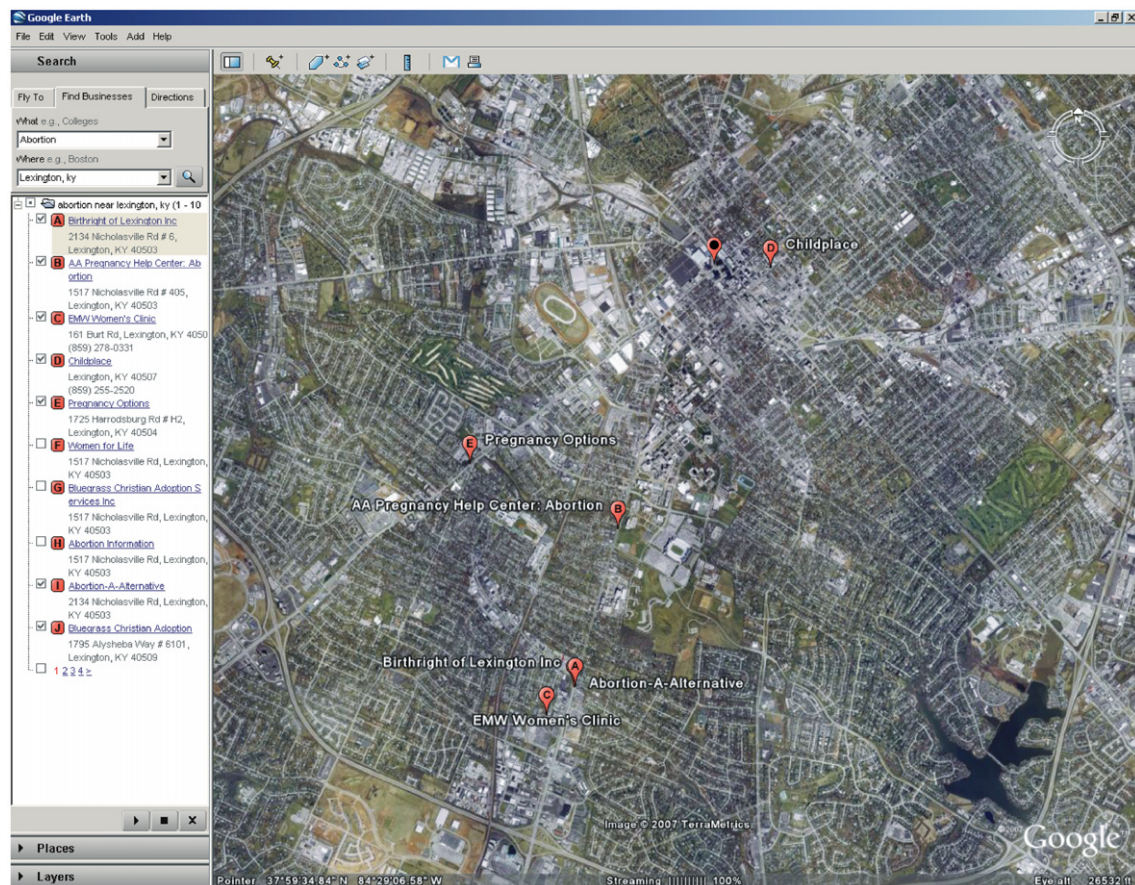 Google Earth
File Edit View Tools Add Help
Search
Fly To Find Businesses Directions
What e.g., Colleges
Abortion
Where e.g., Boston
Lexington, ky
abortion near lexington, ky (1 - 10
A Birthright of Lexington Inc
2134 Nicholasville Rd # 6,
Lexington, KY 40503
B AA Pregnancy Help Center: Ab
ortion
1517 Nicholasville Rd # 405,
Lexington, KY 40503
C EMW Women's Clinic
161 Burt Rd, Lexington, KY 4050
(859) 278-0331
D Childplace
Lexington, KY 40507
(859) 255-2520
E Pregnancy Options
1725 Harrodsburg Rd # H2,
Lexington, KY 40504
F Women for Life
1517 Nicholasville Rd, Lexington,
KY 40503
G Bluegrass Christian Adoption S
ervices Inc
1517 Nicholasville Rd, Lexington,
KY 40503
H Abortion Information
1517 Nicholasville Rd, Lexington,
KY 40503
I Abortion-A-Alternative
2134 Nicholasville Rd, Lexington,
KY 40503
J Bluegrass Christian Adoption
1795 Alysheba Way # 6101,
Lexington, KY 40509
1 2 3 4 >
Places
Layers
N
D Childplace
E Pregnancy Options
AA Pregnancy Help Center: Abortion B
Birthright of Lexington Inc A
Abortion-A-Alternative
C
EMW Women's Clinic
Image © 2007 TerraMetrics
©2007 Google
Pointer 37°59'34.84" N 84°29'06.58" W Streaming ||||||||| 100% Eye alt 26532 ft